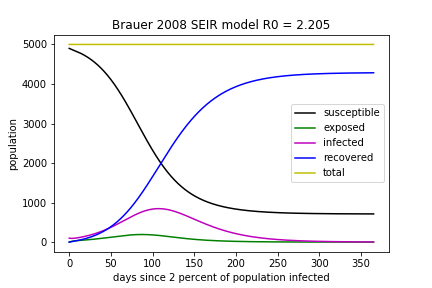 Brauer 2008 SEIR model R0 = 2.205
5000
4000
3000
2000
1000
0
population
susceptible
exposed
infected
recovered
total
0 50 100 150 200 250 300 350
days since 2 percent of population infected